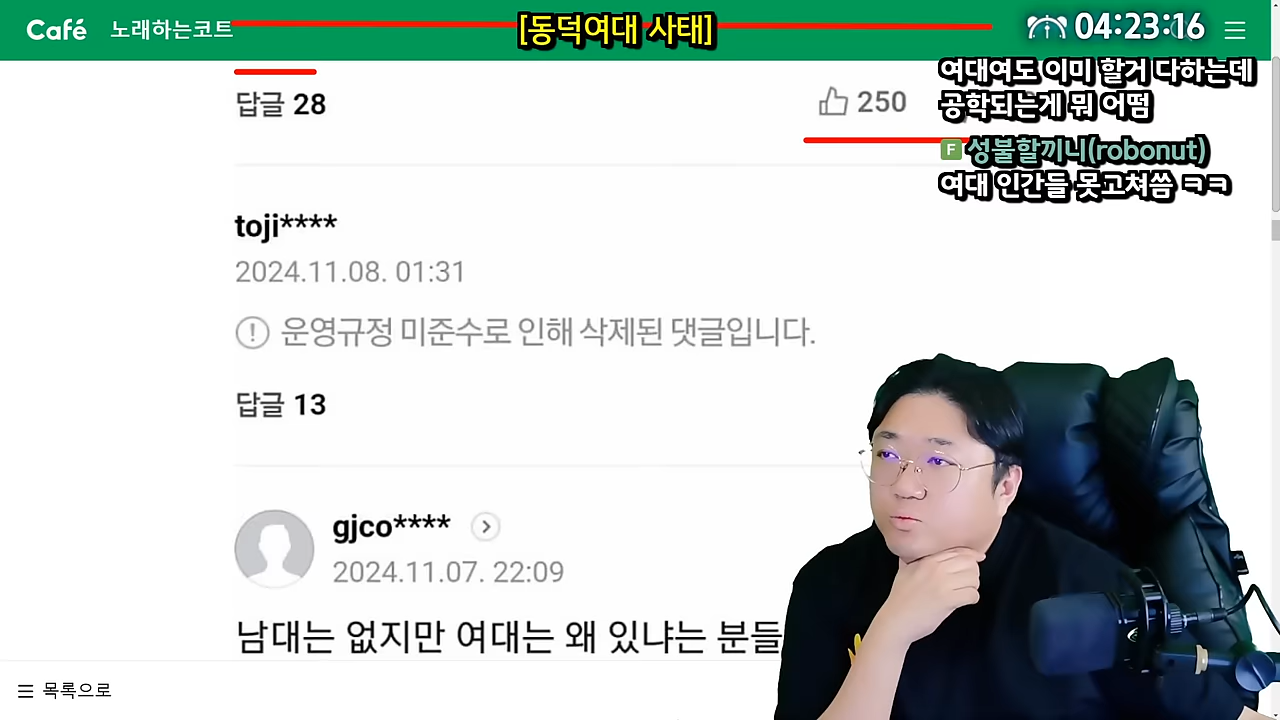 Café 노래하는코트
[동덕여대 사태]
04:23:16
여대여도 이미 할거 다하는데
공학되는게 뭐 어떰
F 성불할끼니(robonut)
여대 인간들 못고쳐씀 ㅋㅋ
답글 28
250
toji****
2024.11.08. 01:31
운영규정 미준수로 인해 삭제된 댓글입니다.
답글 13
gjco****
2024.11.07. 22:09
남대는 없지만 여대는 왜 있냐는 분들
목록으로